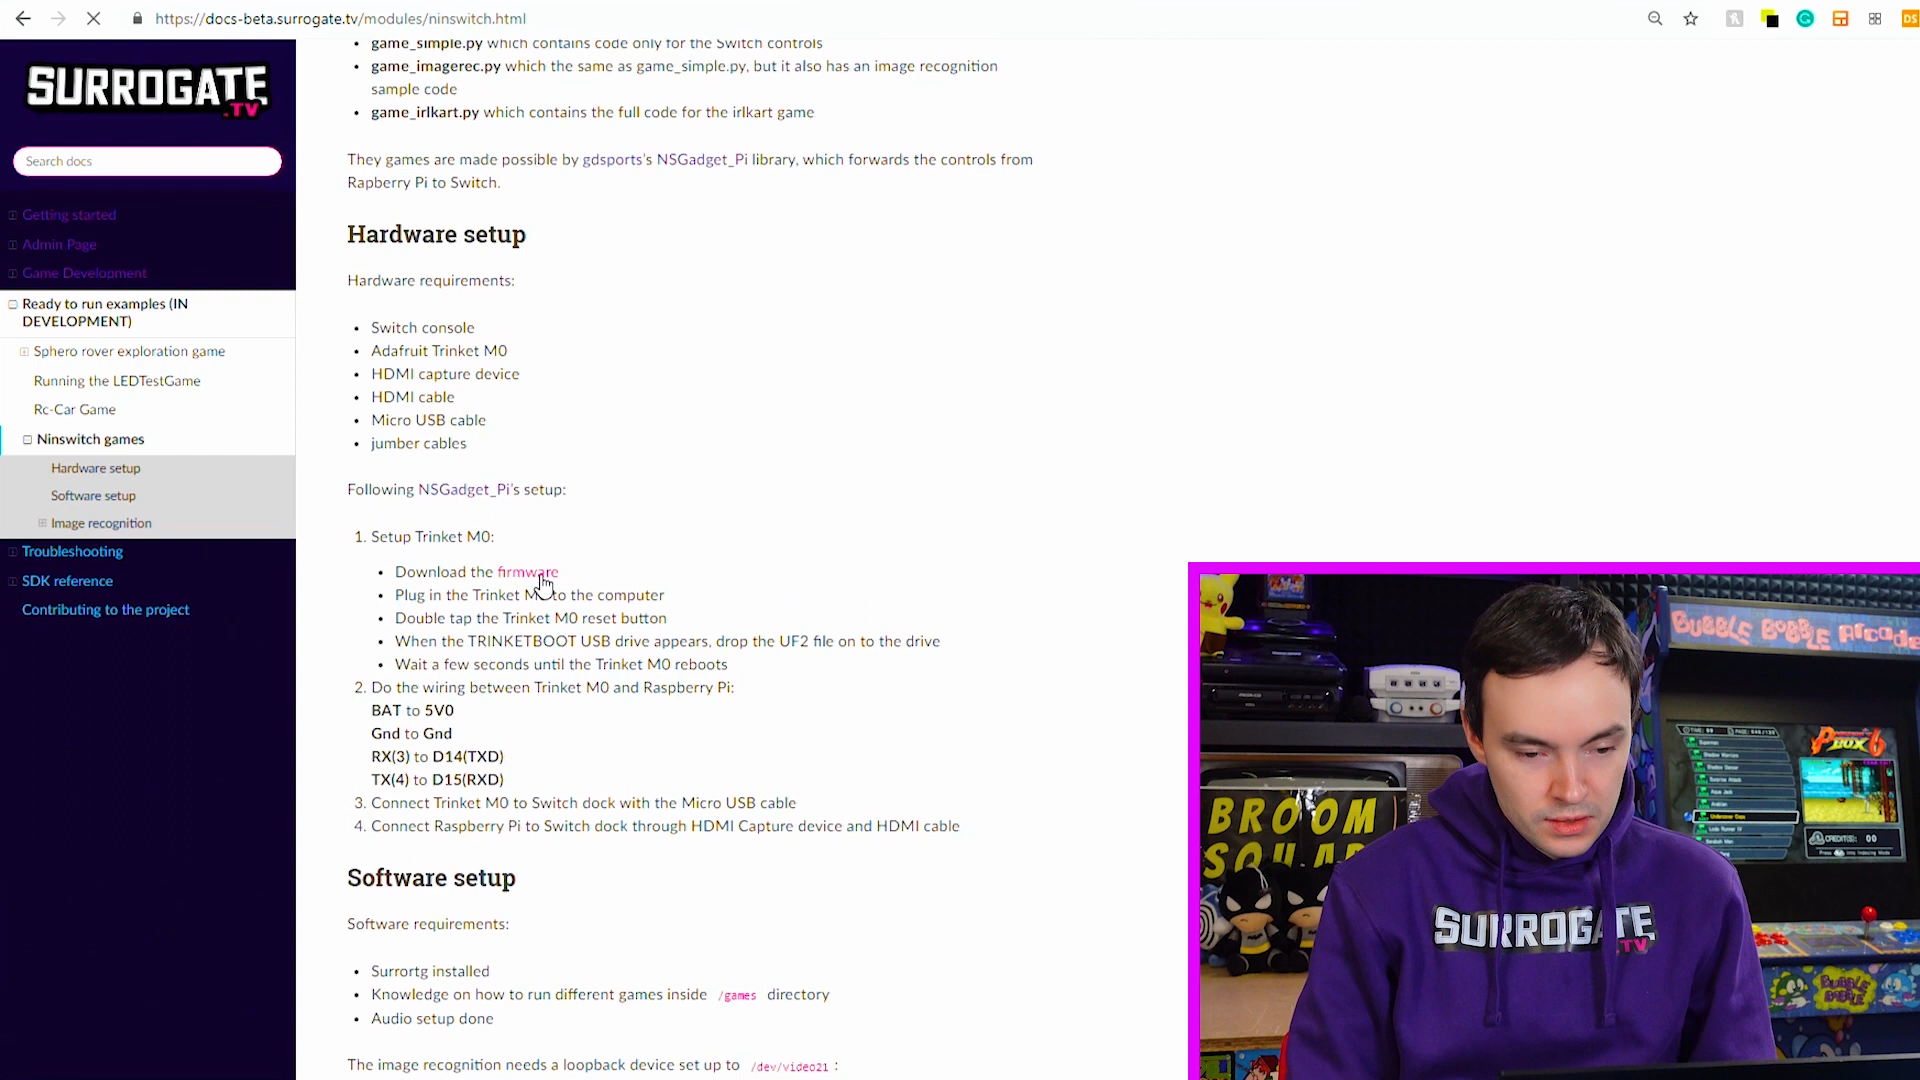 https://docs-beta.surrogate.tv/modules/ninswitch.html
DS
SURROGATE
.TV
Search docs
Getting started
Admin Page
Game Development
Ready to run examples (IN
DEVELOPMENT)
Sphero rover exploration game
Running the LEDTestGame
Rc-Car Game
Ninswitch games
Hardware setup
Software setup
Image recognition
Troubleshooting
SDK reference
Contributing to the project
game_simple.py which contains code only for the Switch controls
game_imagerec.py which the same as game_simple.py, but it also has an image recognition
sample code
game_irlkart.py which contains the full code for the irlkart game
They games are made possible by gdsports's NSGadget_Pi library, which forwards the controls from
Rapberry Pi to Switch.
Hardware setup
Hardware requirements:
Switch console
Adafruit Trinket M0
HDMI capture device
HDMI cable
Micro USB cable
jumber cables
Following NSGadget_Pi's setup:
1. Setup Trinket M0:
Download the firmware
Plug in the Trinket M to the computer
Double tap the Trinket M0 reset button
When the TRINKETBOOT USB drive appears, drop the UF2 file on to the drive
Wait a few seconds until the Trinket M0 reboots
2. Do the wiring between Trinket M0 and Raspberry Pi:
BAT to 5V0
Gnd to Gnd
RX(3) to D14(TXD)
TX(4) to D15(RXD)
3. Connect Trinket M0 to Switch dock with the Micro USB cable
4. Connect Raspberry Pi to Switch dock through HDMI Capture device and HDMI cable
Software setup
Software requirements:
Surrortg installed
Knowledge on how to run different games inside /games directory
Audio setup done
The image recognition needs a loopback device set up to /dev/video21 :
BUBBLE BOBBLE Arcade
BROOM
SQUA
SURROGATE
.TV
BOX 6
CREDIT(S): 00
BUBBLE
BOBBLE